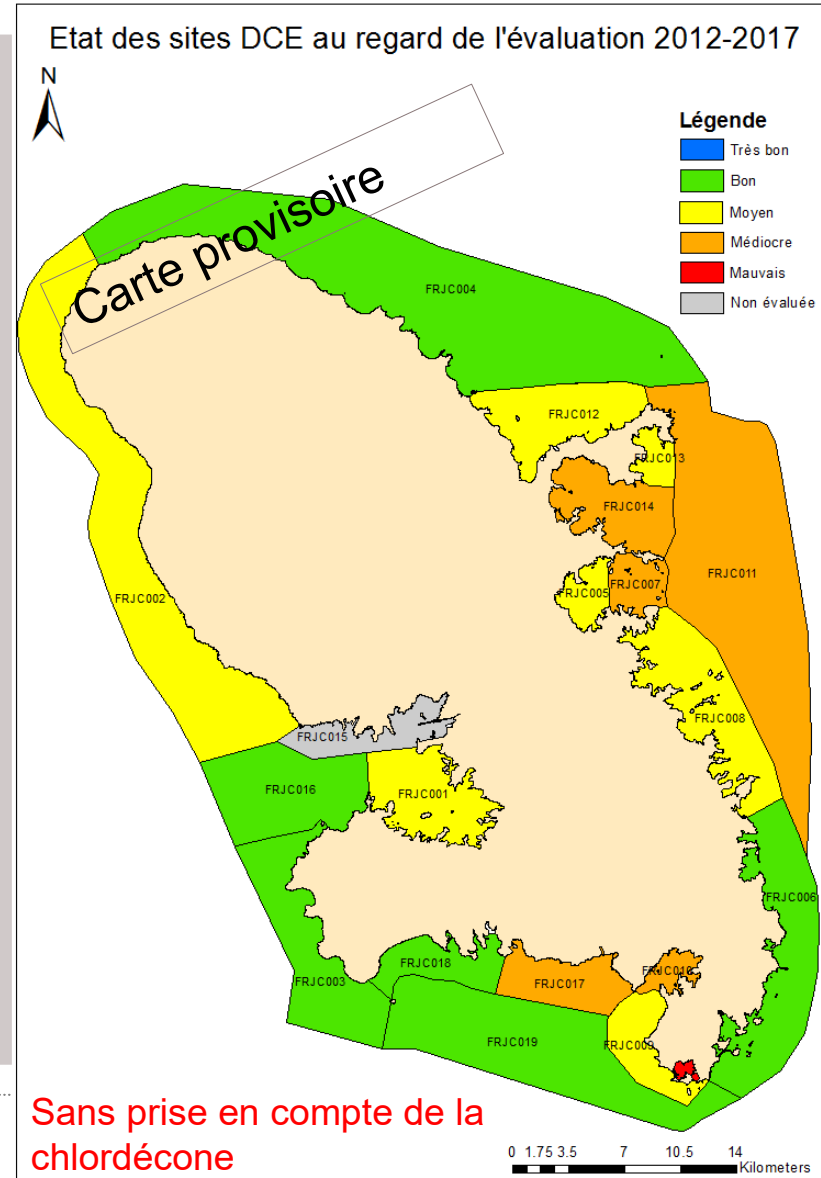 Etat des sites DCE au regard de l'évaluation 2012-2017
N
Carte provisoire
Légende
Très bon
Bon
Moyen
Médiocre
Mauvais
Non évaluée
FRJC004
FRJC012
FRJC013
FRJC014
FRJC011
FRJC005
FRJC007
FRJC002
FRJC008
FRJC015
FRJC016
FRJC001
FRJC006
FRJC018
FRJC003
FRJC017
FRJC010
FRJC019
FRJC009
Sans prise en compte de la
chlordécone
0 1.75 3.5 7 10.5 14
Kilometers